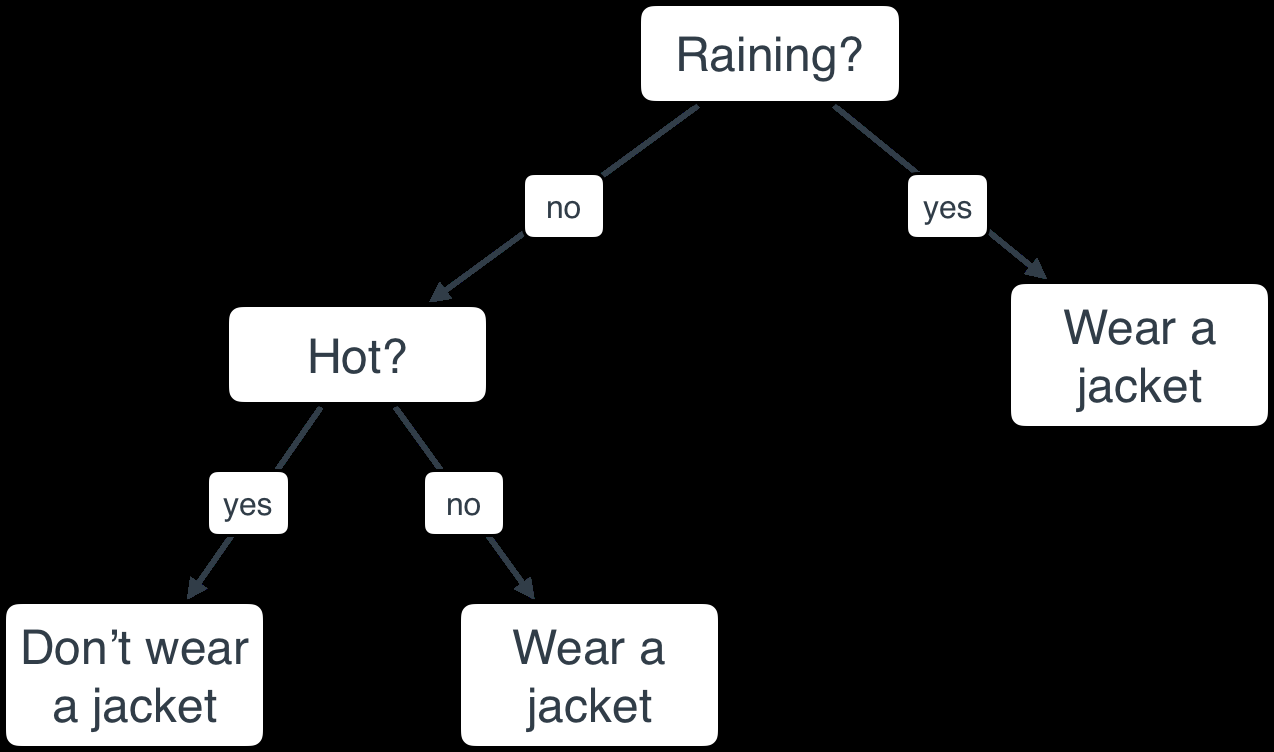 Raining?
no
yes
Hot?
Wear a
jacket
yes
no
Don’t wear
a jacket
Wear a
jacket